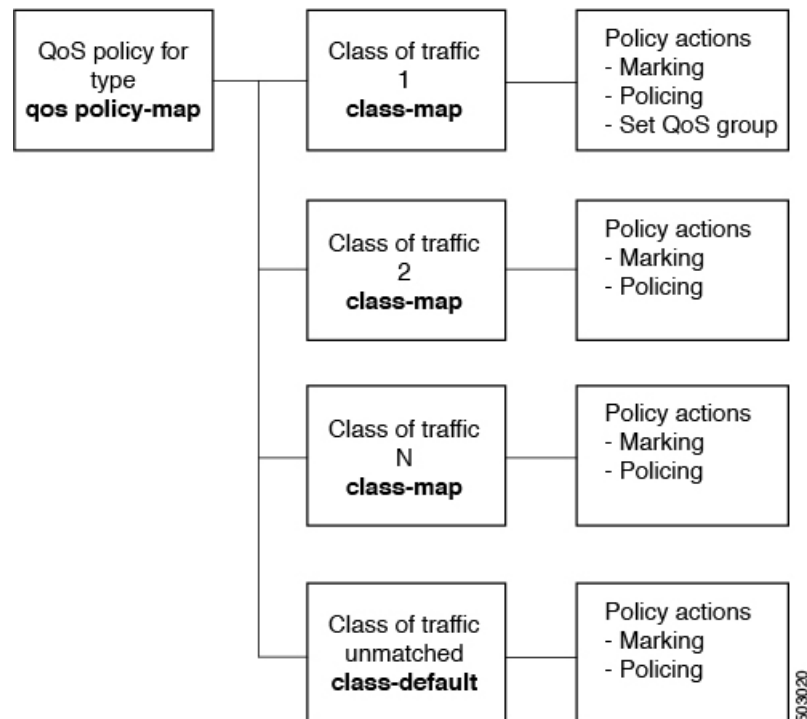 QoS policy for
type
qos policy-map
Class of traffic
1
class-map
Policy actions
- Marking
- Policing
- Set QoS group
Class of traffic
2
class-map
Policy actions
- Marking
- Policing
Class of traffic
N
class-map
Policy actions
- Marking
- Policing
Class of traffic
unmatched
class-default
Policy actions
- Marking
- Policing
503020